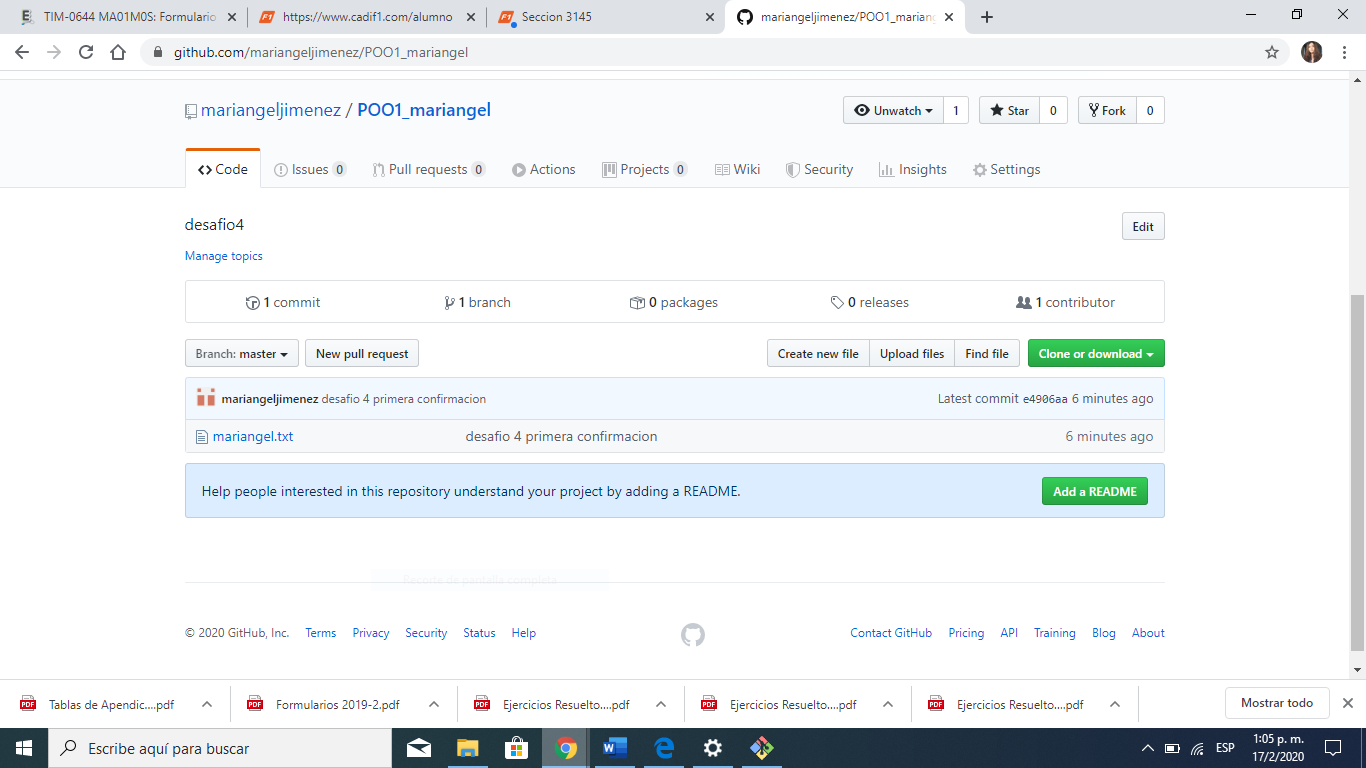 TIM-0644 MA01M0S: Formulario
https://www.cadif1.com/alumno
Seccion 3145
mariangeljimenez/POO1_mariang
github.com/mariangeljimenez/POO1_mariangel
mariangeljimenez / POO1_mariangel
Unwatch 1 Star 0 Fork 0
Code Issues 0 Pull requests 0 Actions Projects 0 Wiki Security Insights Settings
desafio4
Edit
Manage topics
1 commit 1 branch 0 packages 0 releases 1 contributor
Branch: master New pull request Create new file Upload files Find file Clone or download
mariangeljimenez desafio 4 primera confirmacion Latest commit e4906aa 6 minutes ago
mariangel.txt desafio 4 primera confirmacion 6 minutes ago
Help people interested in this repository understand your project by adding a README. Add a README
Recorte de pantalla completa
© 2020 GitHub, Inc. Terms Privacy Security Status Help Contact GitHub Pricing API Training Blog About
Tablas de Apendic....pdf Formularios 2019-2.pdf Ejercicios Resuelto....pdf Ejercicios Resuelto....pdf Ejercicios Resuelto....pdf Mostrar todo
Escribe aquí para buscar
ESP
1:05 p. m.
17/2/2020